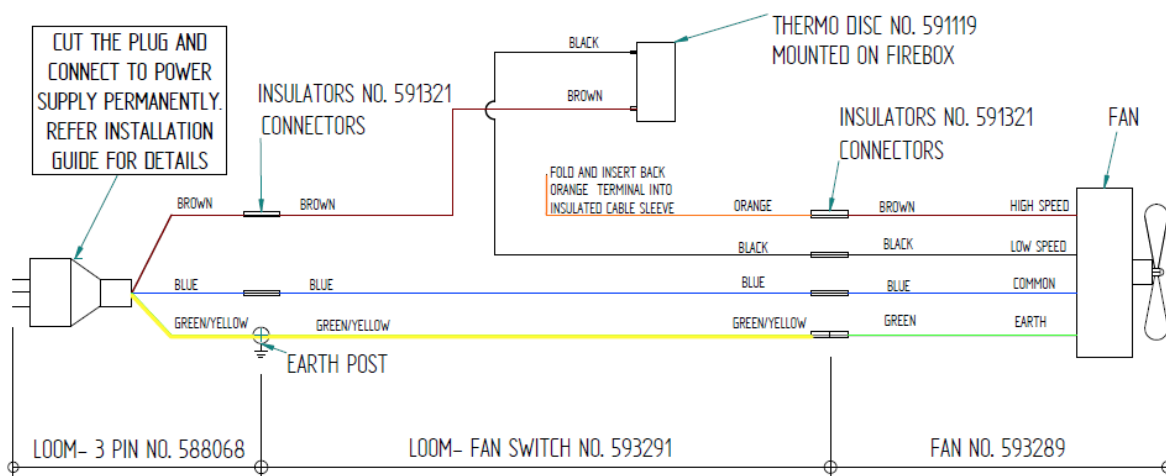 CUT THE PLUG AND
CONNECT TO POWER
SUPPLY PERMANENTLY.
REFER INSTALLATION
GUIDE FOR DETAILS
INSULATORS NO. 591321
CONNECTORS
BLACK
BROWN
THERMO DISC NO. 591119
MOUNTED ON FIREBOX
INSULATORS NO. 591321
CONNECTORS
FAN
FOLD AND INSERT BACK
ORANGE TERMINAL INTO
INSULATED CABLE SLEEVE
BROWN
BROWN
ORANGE
BROWN
HIGH SPEED
BLACK
BLACK
LOW SPEED
BLUE
BLUE
BLUE
BLUE
COMMON
GREEN/YELLOW
GREEN/YELLOW
GREEN/YELLOW
GREEN
EARTH
EARTH POST
LOOM- 3 PIN NO. 588068
LOOM- FAN SWITCH NO. 593291
FAN NO. 593289